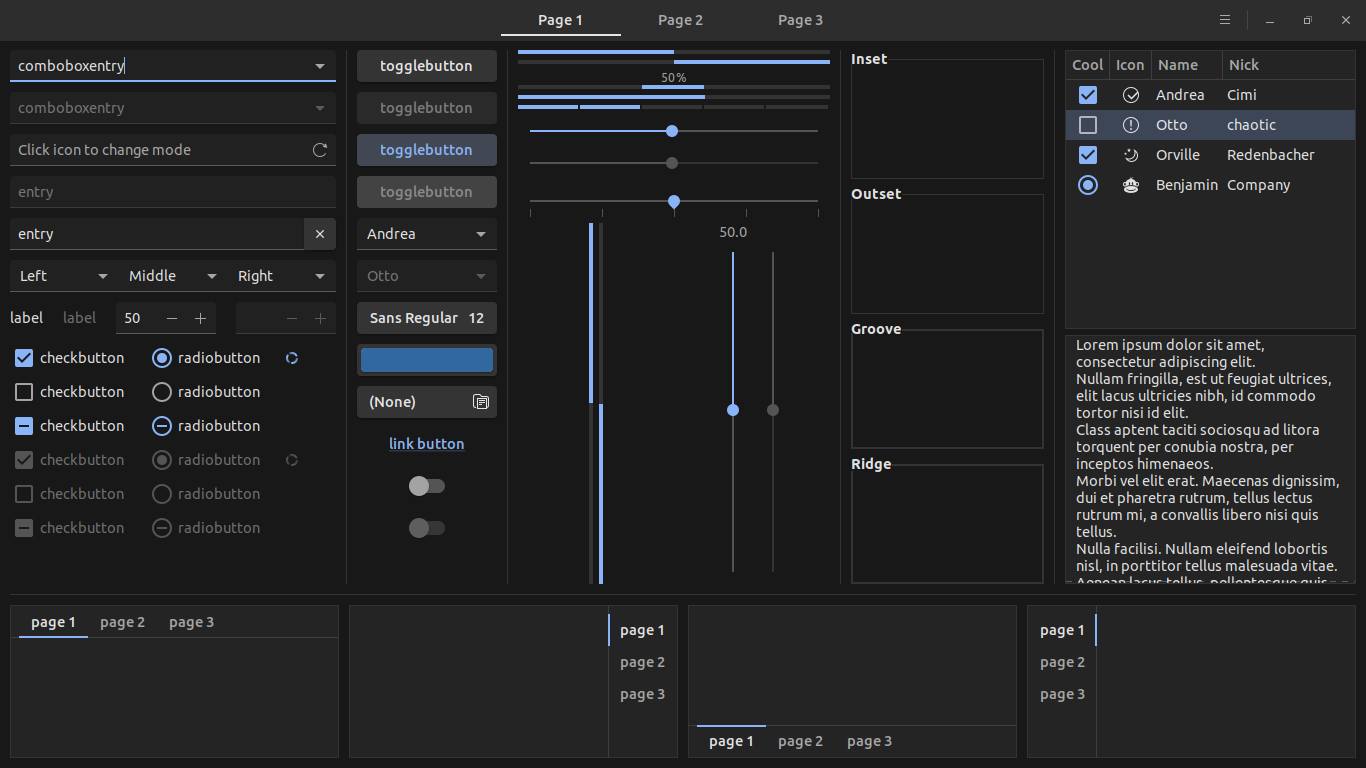 Page 1 Page 2 Page 3
comboboxentry
comboboxentry
Click icon to change mode
entry
entry
Left Middle Right
label label 50
checkbutton radiobutton
checkbutton radiobutton
checkbutton radiobutton
checkbutton radiobutton
checkbutton radiobutton
checkbutton radiobutton
togglebutton
togglebutton
togglebutton
togglebutton
Andrea
Otto
Sans Regular 12
(None)
link button
50%
50.0
Inset
Outset
Groove
Ridge
Cool Icon Name Nick
Andrea Cimi
Otto chaotic
Orville Redenbacher
Benjamin Company
Lorem ipsum dolor sit amet,
consectetur adipiscing elit.
Nullam fringilla, est ut feugiat ultrices,
elit lacus ultricies nibh, id commodo
tortor nisi id elit.
Class aptent taciti sociosqu ad litora
torquent per conubia nostra, per
inceptos himenaeos.
Morbi vel elit erat. Maecenas dignissim,
dui et pharetra rutrum, tellus lectus
rutrum mi, a convallis libero nisi quis
tellus.
Nulla facilisi. Nullam eleifend lobortis
nisl, in porttitor tellus malesuada vitae.
Aenean lacus tellus, pellentesque quis
page 1 page 2 page 3
page 1
page 2
page 3
page 1 page 2 page 3
page 1
page 2
page 3